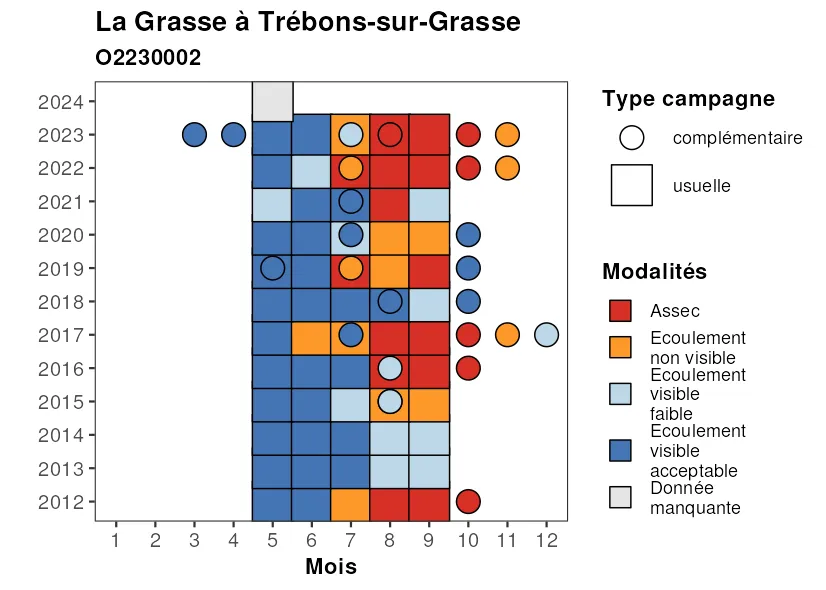 La Grasse à Trébons-sur-Grasse
O2230002
2024
2023
2022
2021
2020
2019
2018
2017
2016
2015
2014
2013
2012
1 2 3 4 5 6 7 8 9 10 11 12
Mois
Type campagne
complémentaire
usuelle
Modalités
Assec
Ecoulement
non visible
Ecoulement
visible
faible
Ecoulement
visible
acceptable
Donnée
manquante